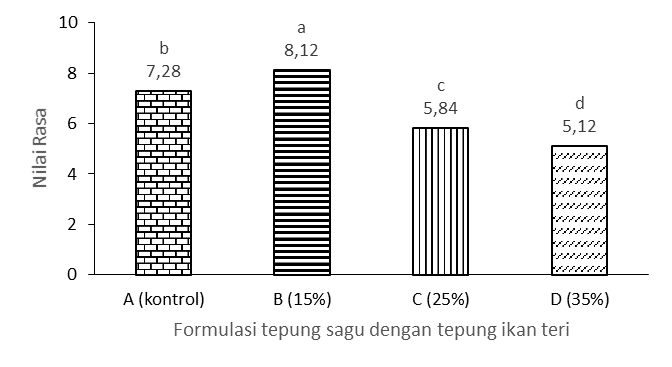 10
8
6
4
2
0
Nilai Rasa
b
7,28
a
8,12
c
5,84
d
5,12
A (kontrol)
B (15%)
C (25%)
D (35%)
Formulasi tepung sagu dengan tepung ikan teri